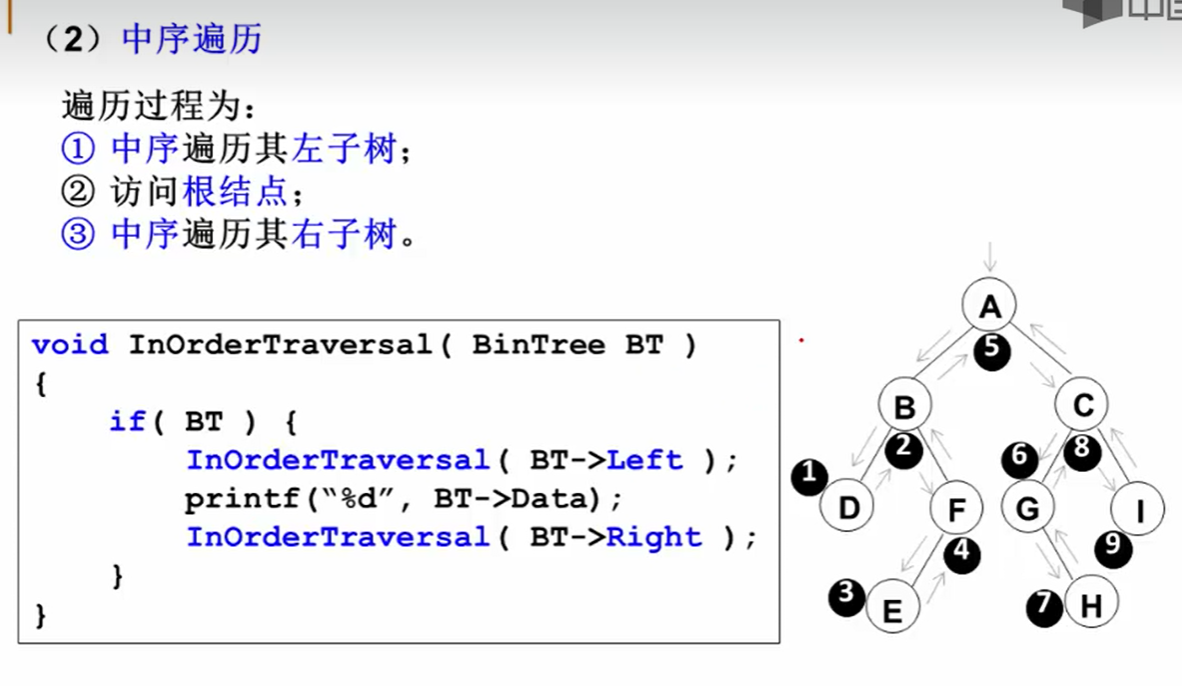 （2）中序遍历
遍历过程为：
① 中序遍历其左子树；
② 访问根结点；
③ 中序遍历其右子树。
void InOrderTraversal( BinTree BT )
{
if( BT ) {
InOrderTraversal( BT->Left );
printf(“%d”, BT->Data);
InOrderTraversal( BT->Right );
}
}
A
5
B
C
2
6
8
1
D
F
G
I
4
9
3
E
7
H